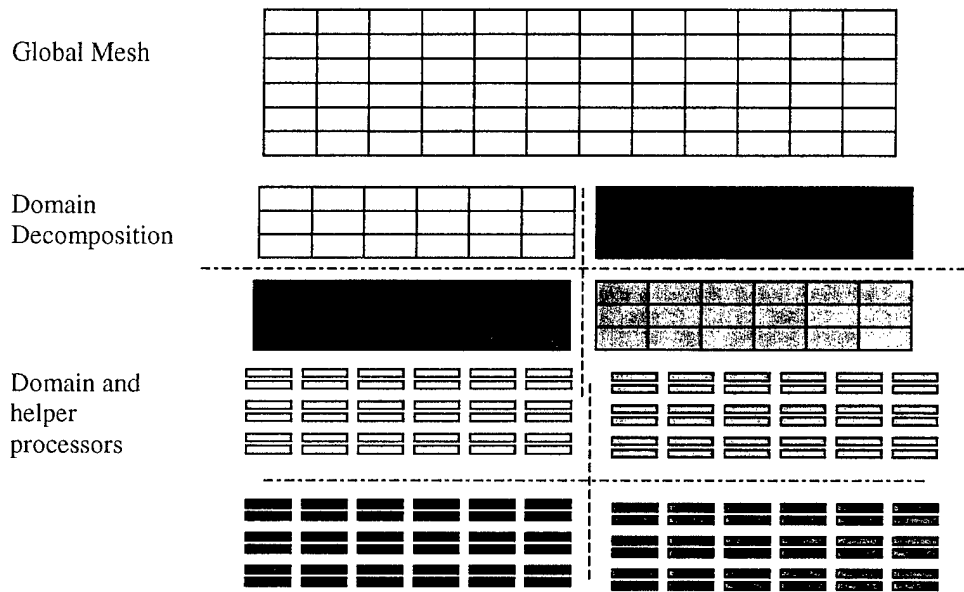 Global Mesh
Domain
Decomposition
Domain and
helper
processors